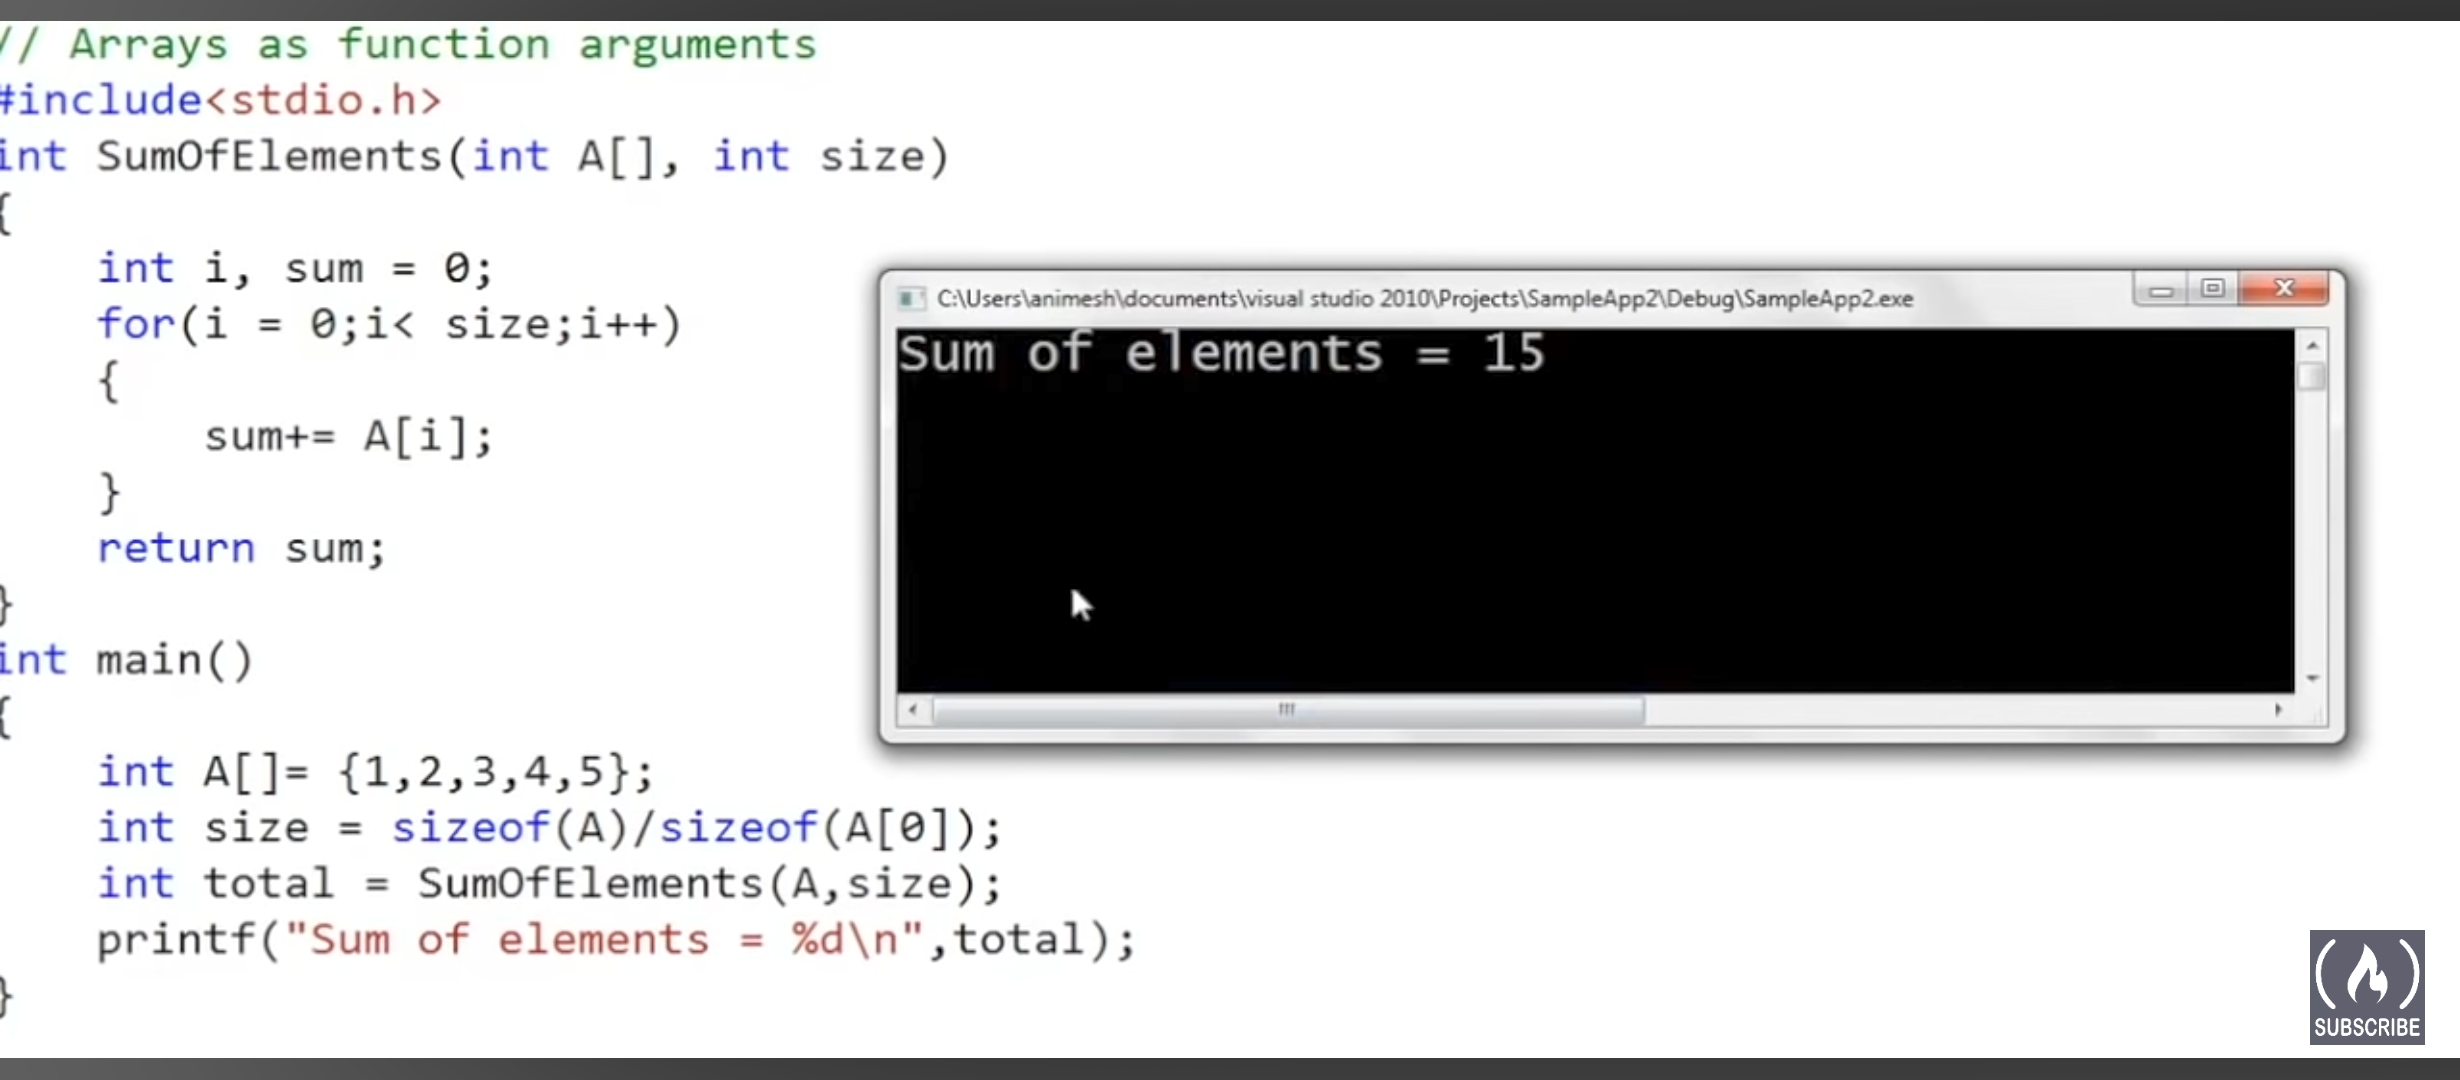 // Arrays as function arguments
#include<stdio.h>
int SumOfElements(int A[], int size)
{
int i, sum = 0;
for(i = 0;i< size;i++)
{
sum+= A[i];
}
return sum;
}
int main()
{
int A[]= {1,2,3,4,5};
int size = sizeof(A)/sizeof(A[0]);
int total = SumOfElements(A,size);
printf("Sum of elements = %d\n",total);
}
C:\Users\animesh\documents\visual studio 2010\Projects\SampleApp2\Debug\SampleApp2.exe
Sum of elements = 15
SUBSCRIBE